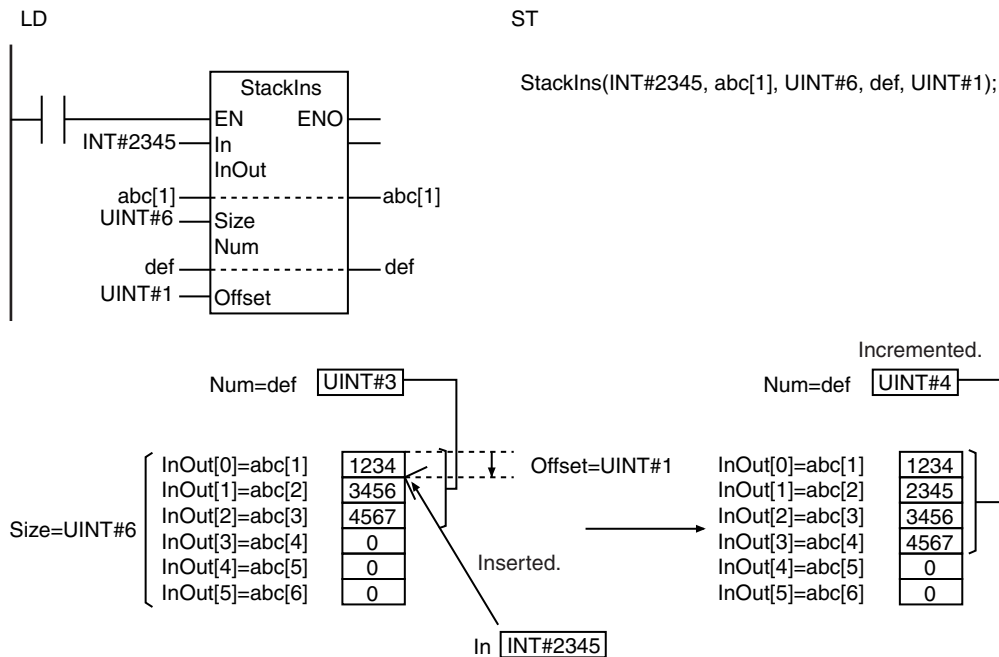 LD
ST
StackIns
StackIns(INT#2345, abc[1], UINT#6, def, UINT#1);
EN ENO
INT#2345 In
InOut
abc[1] abc[1]
UINT#6 Size
Num
def def
UINT#1 Offset
Incremented.
Num=def UINT#3
Num=def UINT#4
Size=UINT#6
InOut[0]=abc[1] 1234
InOut[1]=abc[2] 3456
InOut[2]=abc[3] 4567
InOut[3]=abc[4] 0
InOut[4]=abc[5] 0
InOut[5]=abc[6] 0
Offset=UINT#1
Inserted.
In INT#2345
InOut[0]=abc[1] 1234
InOut[1]=abc[2] 2345
InOut[2]=abc[3] 3456
InOut[3]=abc[4] 4567
InOut[4]=abc[5] 0
InOut[5]=abc[6] 0